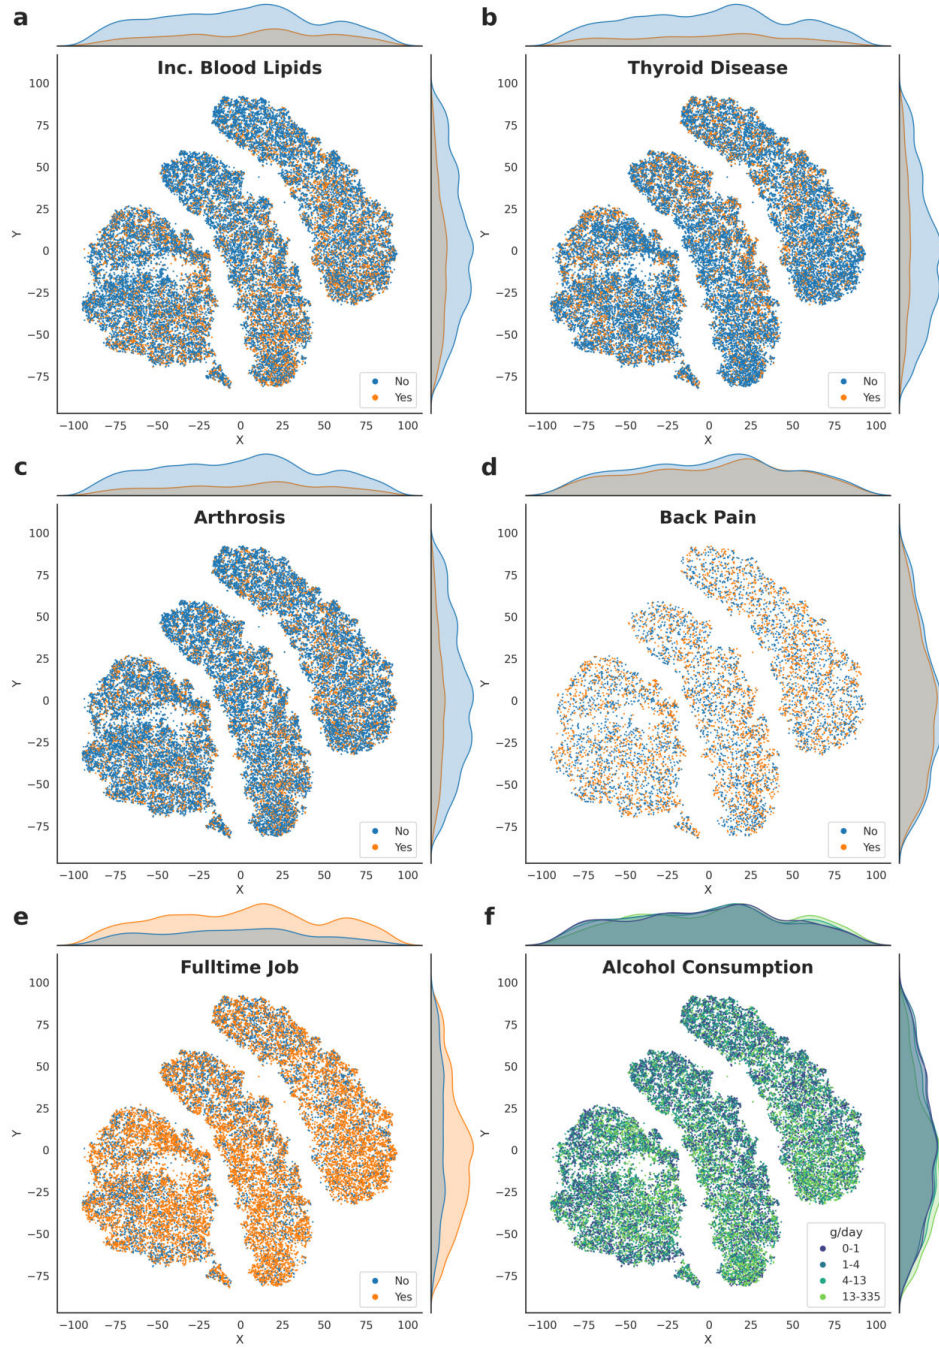 a
Inc. Blood Lipids
100
75
50
25
0
−25
−50
−75
Y
−100 −75 −50 −25 0 25 50 75 100
X
No
Yes
b
Thyroid Disease
100
75
50
25
0
−25
−50
−75
Y
−100 −75 −50 −25 0 25 50 75 100
X
No
Yes
c
Arthrosis
100
75
50
25
0
−25
−50
−75
Y
−100 −75 −50 −25 0 25 50 75 100
X
No
Yes
d
Back Pain
100
75
50
25
0
−25
−50
−75
Y
−100 −75 −50 −25 0 25 50 75 100
X
No
Yes
e
Fulltime Job
100
75
50
25
0
−25
−50
−75
Y
−100 −75 −50 −25 0 25 50 75 100
X
No
Yes
f
Alcohol Consumption
100
75
50
25
0
−25
−50
−75
Y
−100 −75 −50 −25 0 25 50 75 100
X
g/day
0-1
1-4
4-13
13-335